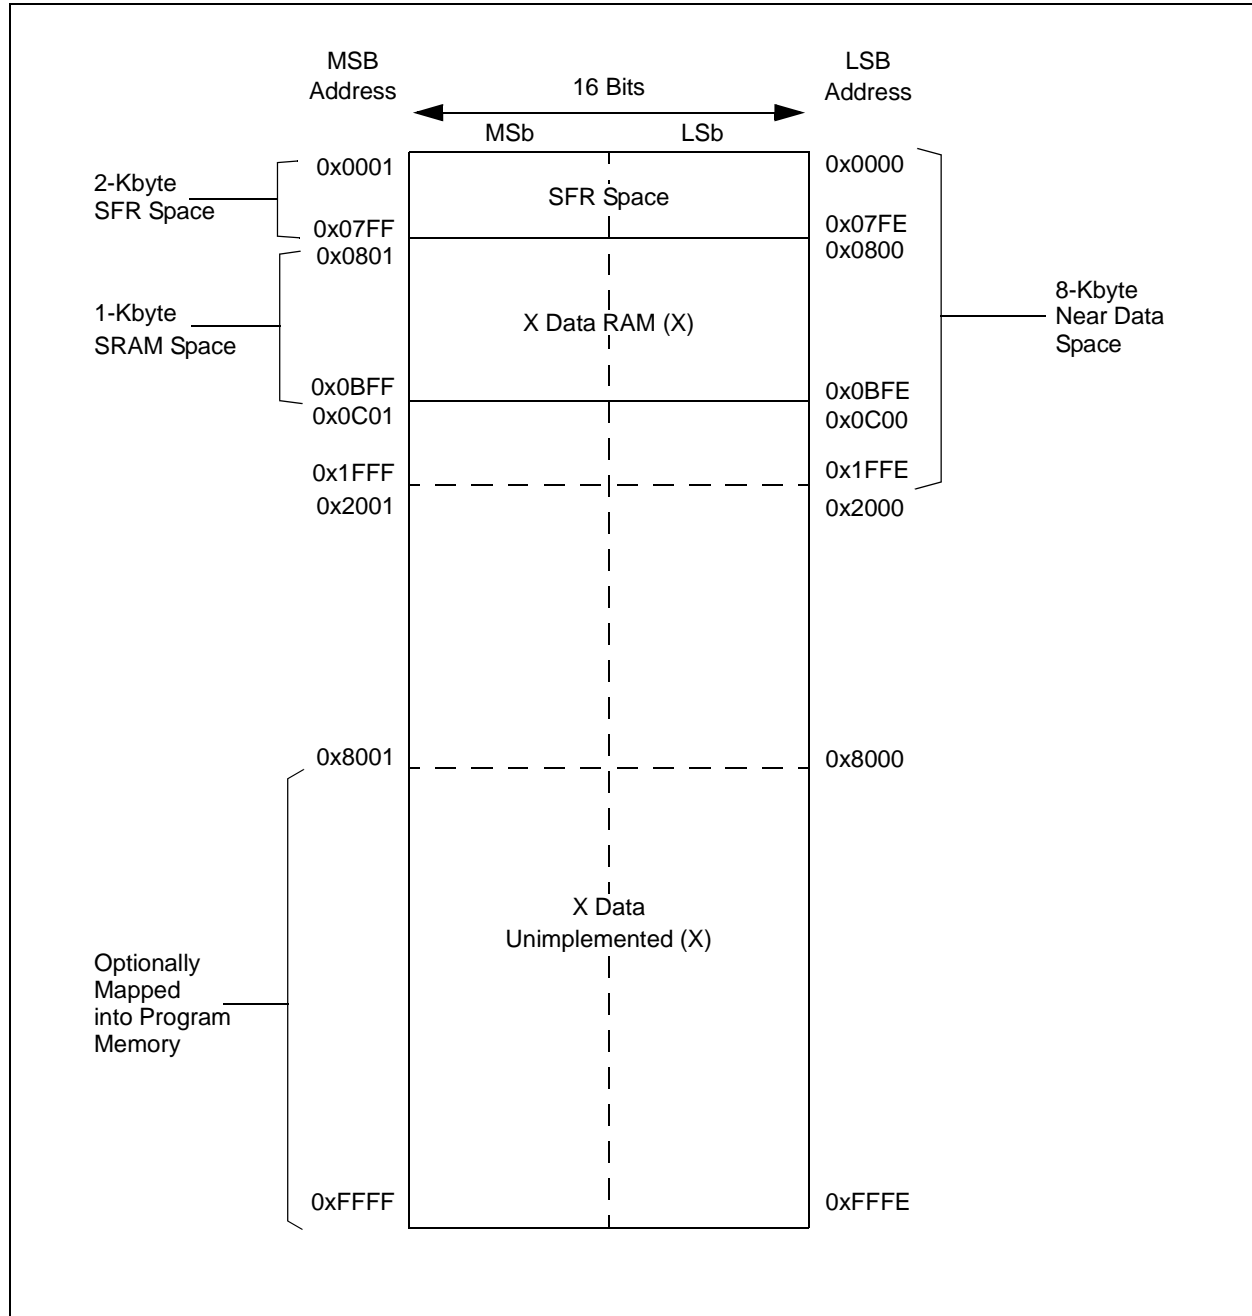 MSB
Address
16 Bits
LSB
Address
MSb
LSb
0x0001
0x0000
2-Kbyte
SFR Space
SFR Space
0x07FF
0x07FE
0x0801
0x0800
1-Kbyte
SRAM Space
X Data RAM (X)
8-Kbyte
Near Data
Space
0x0BFF
0x0BFE
0x0C01
0x0C00
0x1FFF
0x1FFE
0x2001
0x2000
0x8001
0x8000
X Data
Unimplemented (X)
Optionally
Mapped
into Program
Memory
0xFFFF
0xFFFE